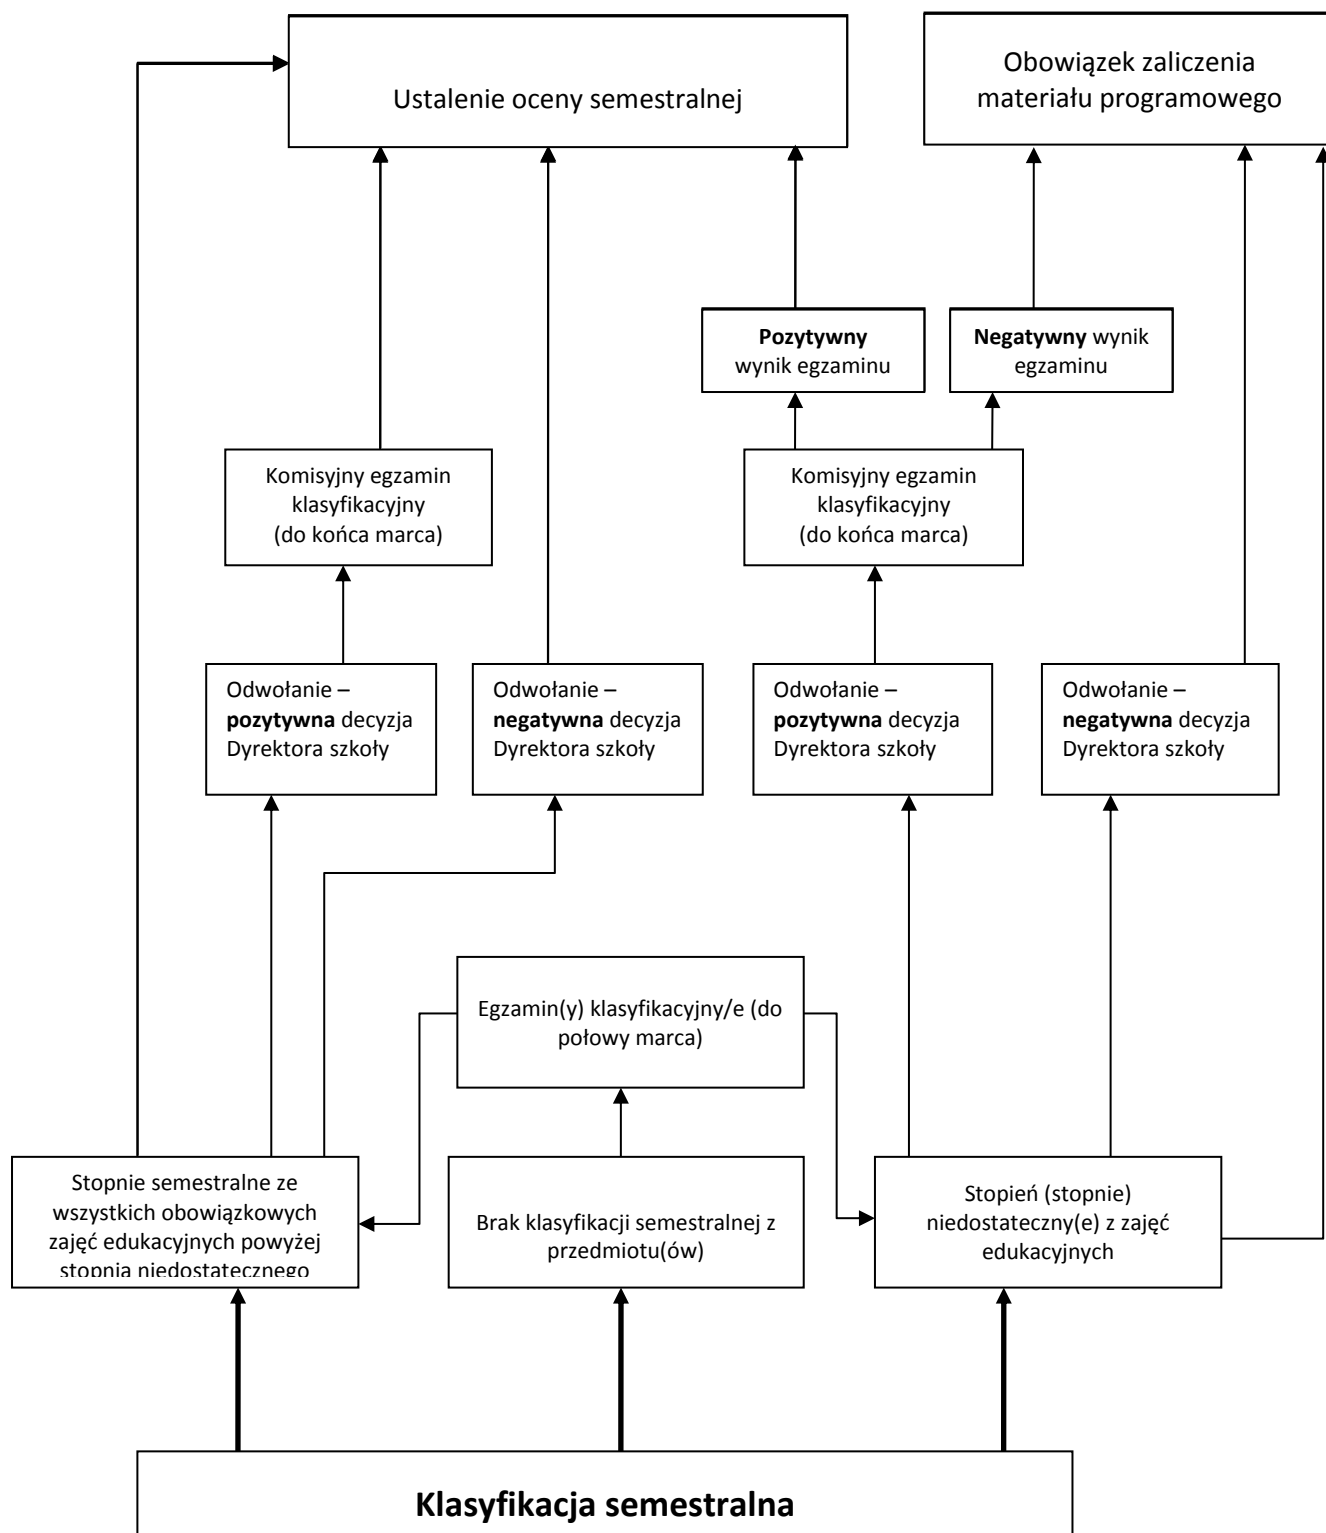 Ustalenie oceny semestralnej
Obowiązek zaliczenia
materiału programowego
Pozytywny
wynik egzaminu
Negatywny wynik
egzaminu
Komisyjny egzamin
klasyfikacyjny
(do końca marca)
Komisyjny egzamin
klasyfikacyjny
(do końca marca)
Odwołanie –
pozytywna decyzja
Dyrektora szkoły
Odwołanie –
negatywna decyzja
Dyrektora szkoły
Odwołanie –
pozytywna decyzja
Dyrektora szkoły
Odwołanie –
negatywna decyzja
Dyrektora szkoły
Egzamin(y) klasyfikacyjny/e (do
połowy marca)
Stopnie semestralne ze
wszystkich obowiązkowych
zajęć edukacyjnych powyżej
stopnia niedostatecznego
Brak klasyfikacji semestralnej z
przedmiotu(ów)
Stopień (stopnie)
niedostateczny(e) z zajęć
edukacyjnych
Klasyfikacja semestralna